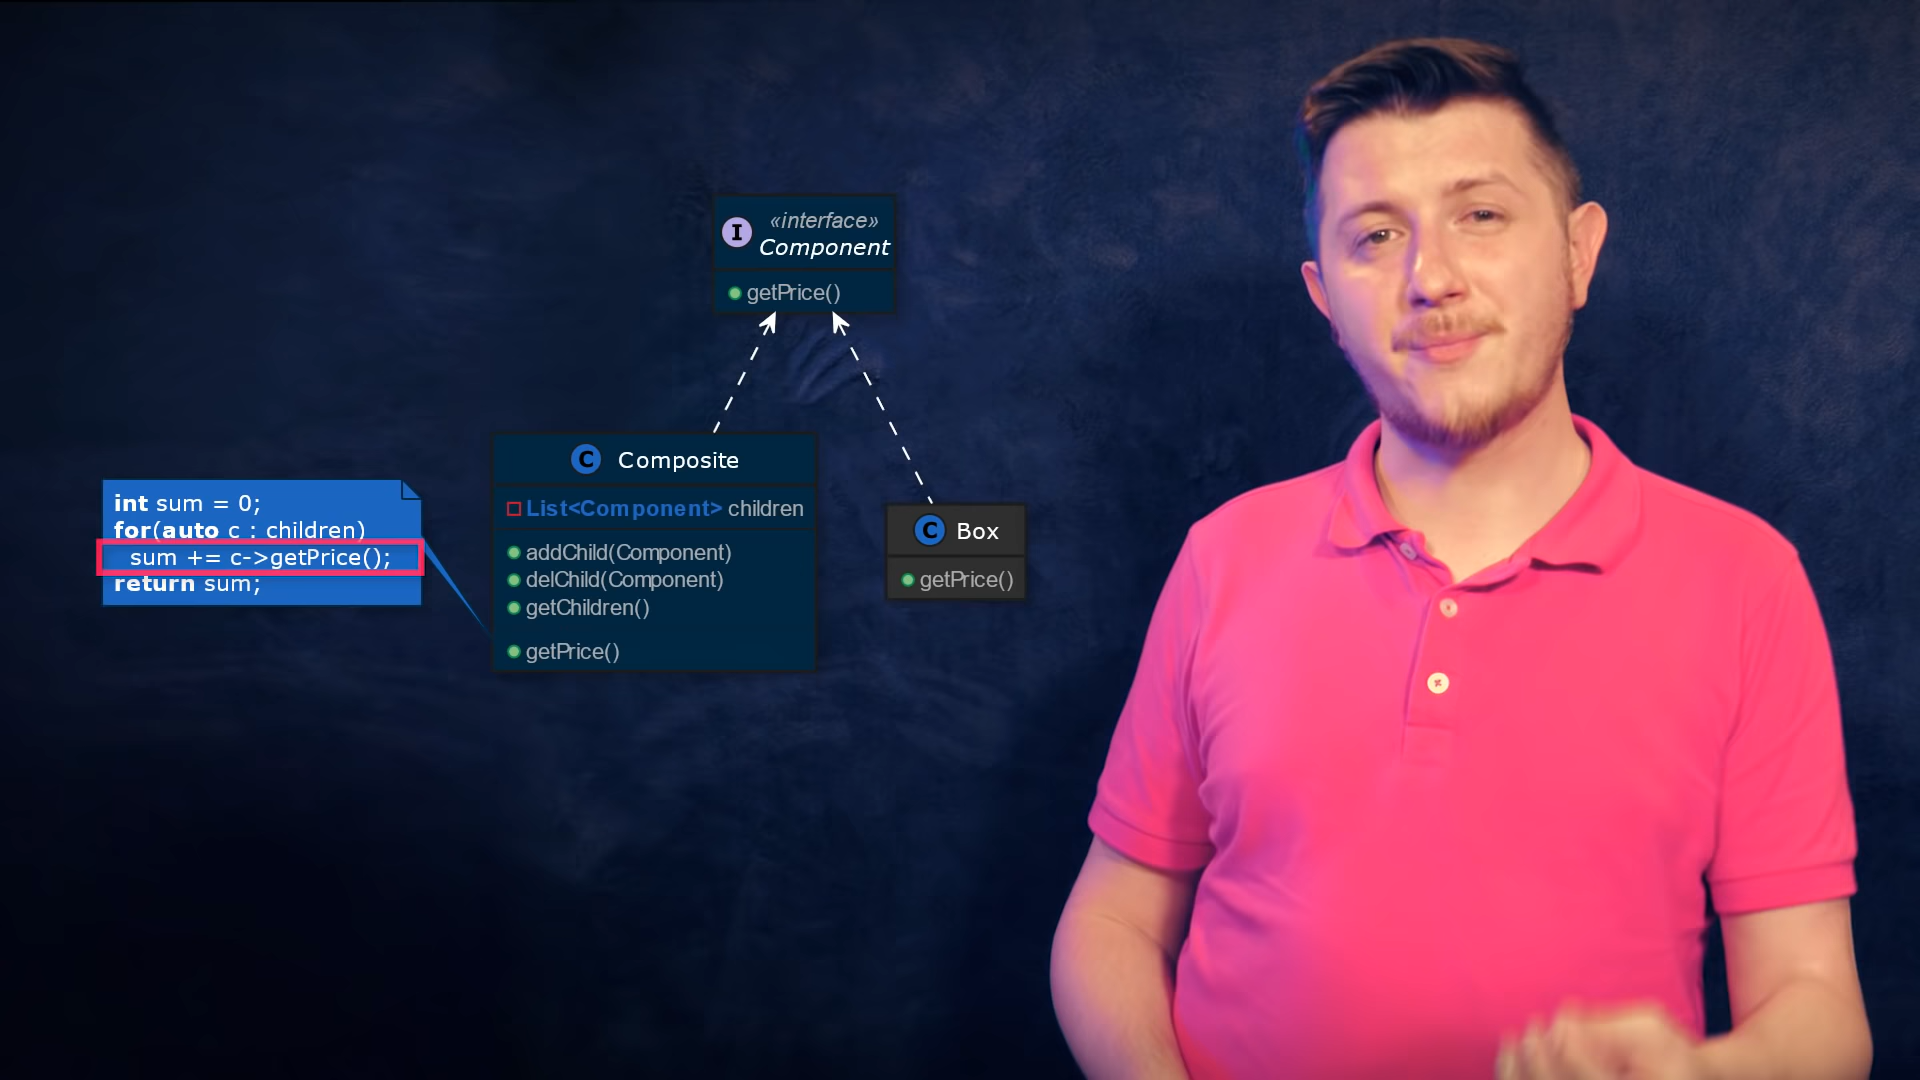 I
«interface»
Component
getPrice()
C Composite
List<Component> children
addChild(Component)
delChild(Component)
getChildren()
getPrice()
C Box
getPrice()
int sum = 0;
for(auto c : children)
sum += c->getPrice();
return sum;